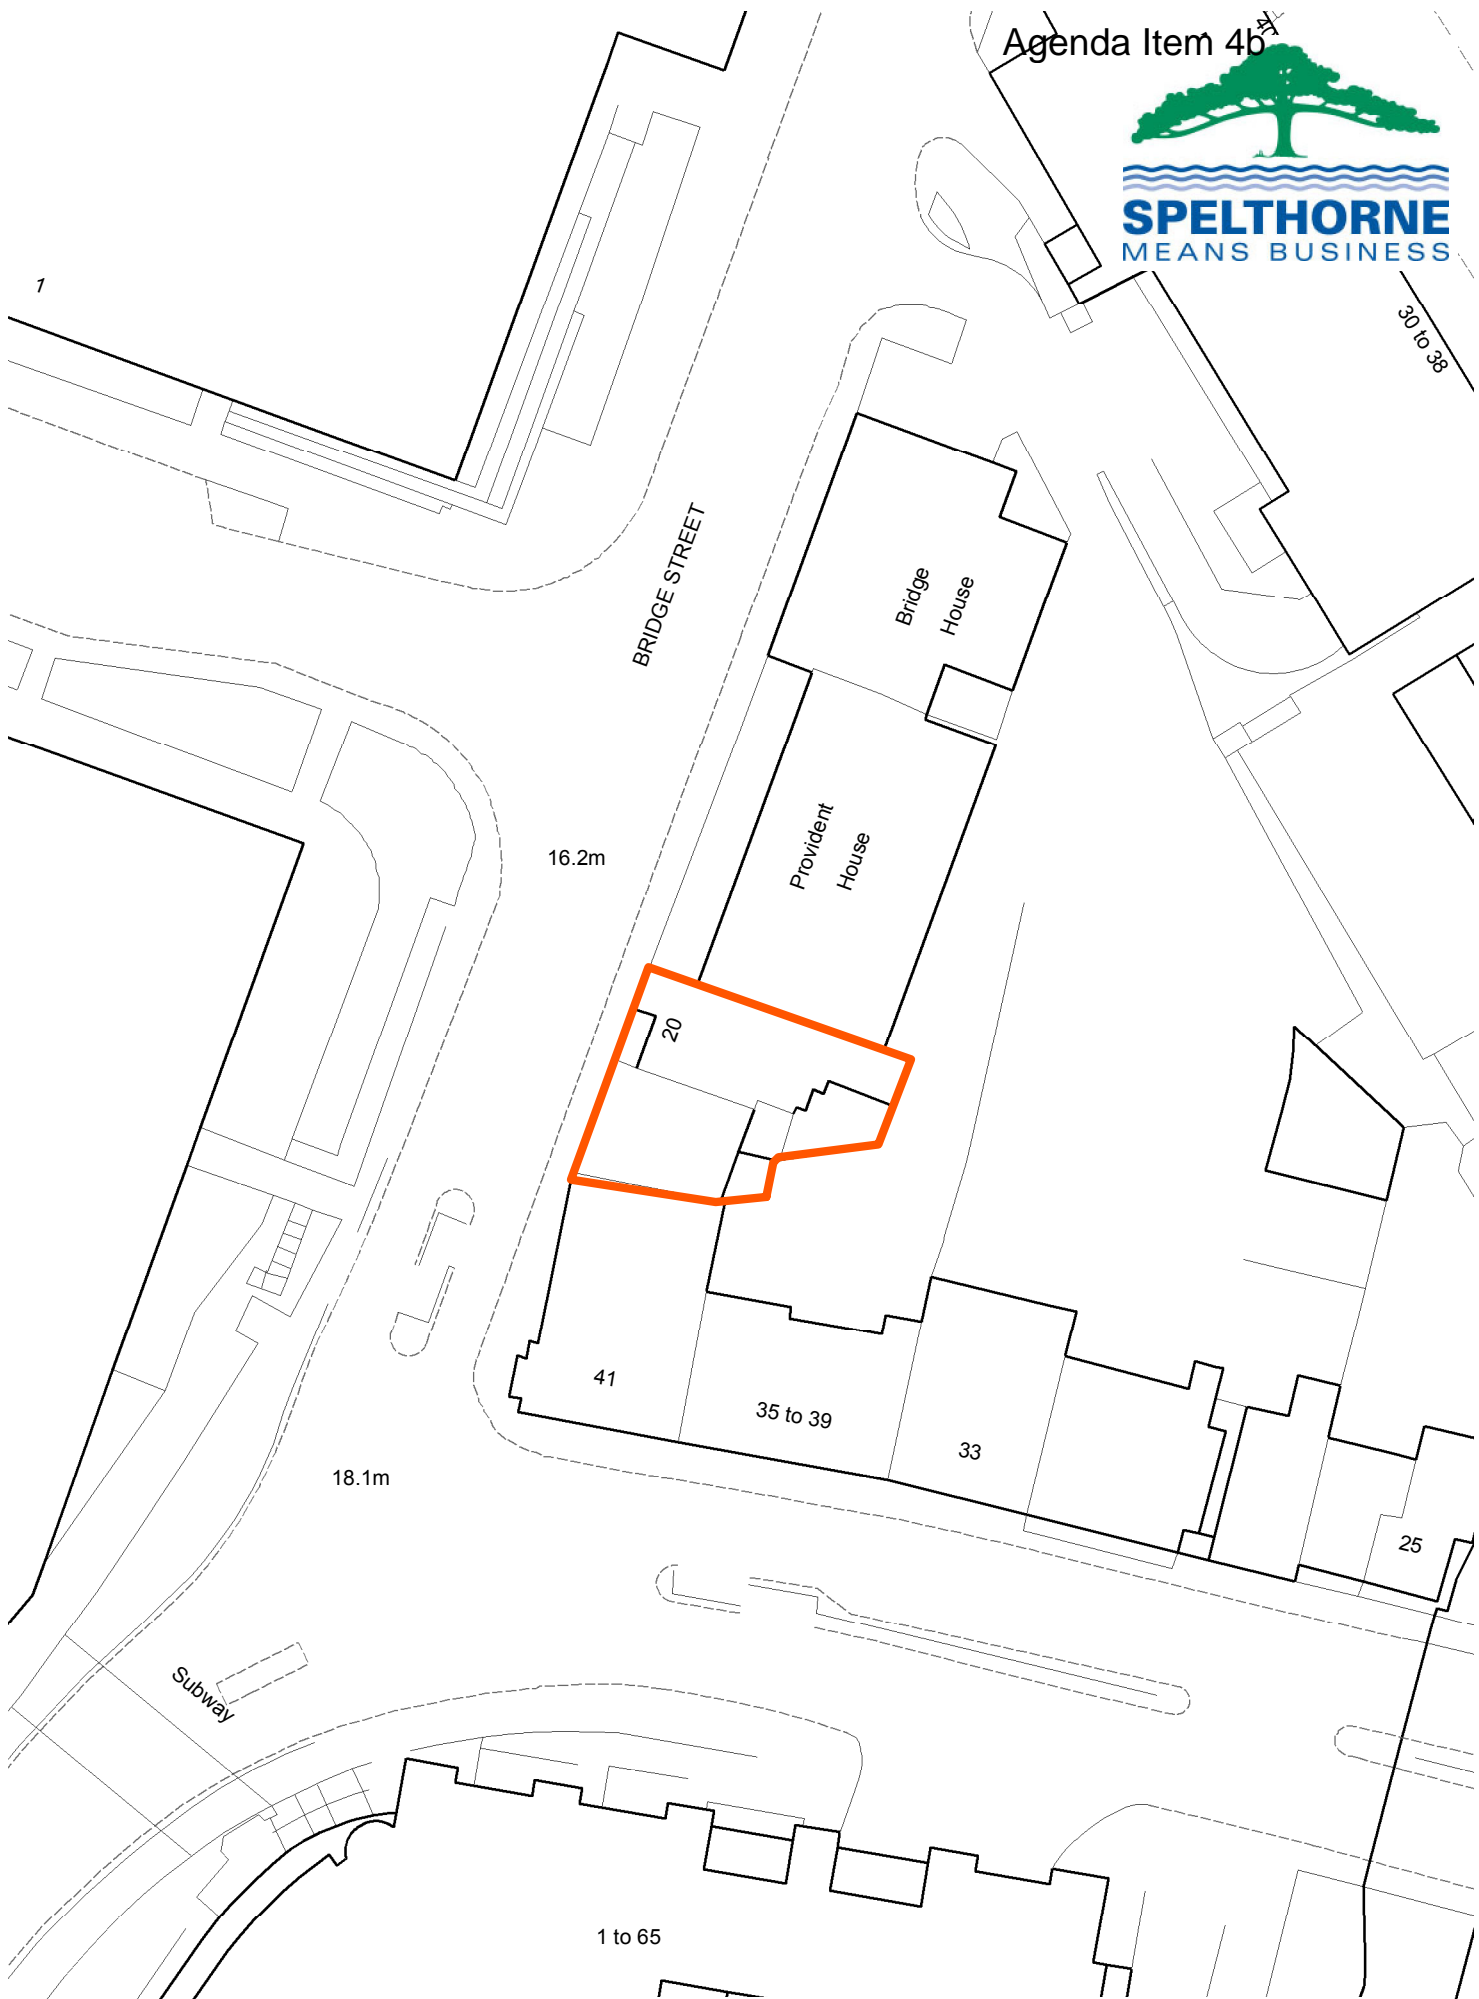 Agenda Item 4b
SPELTHORNE
MEANS BUSINESS
1
30 to 38
BRIDGE STREET
Bridge
House
16.2m
Provident
House
20
41
35 to 39
33
18.1m
25
Subway
1 to 65